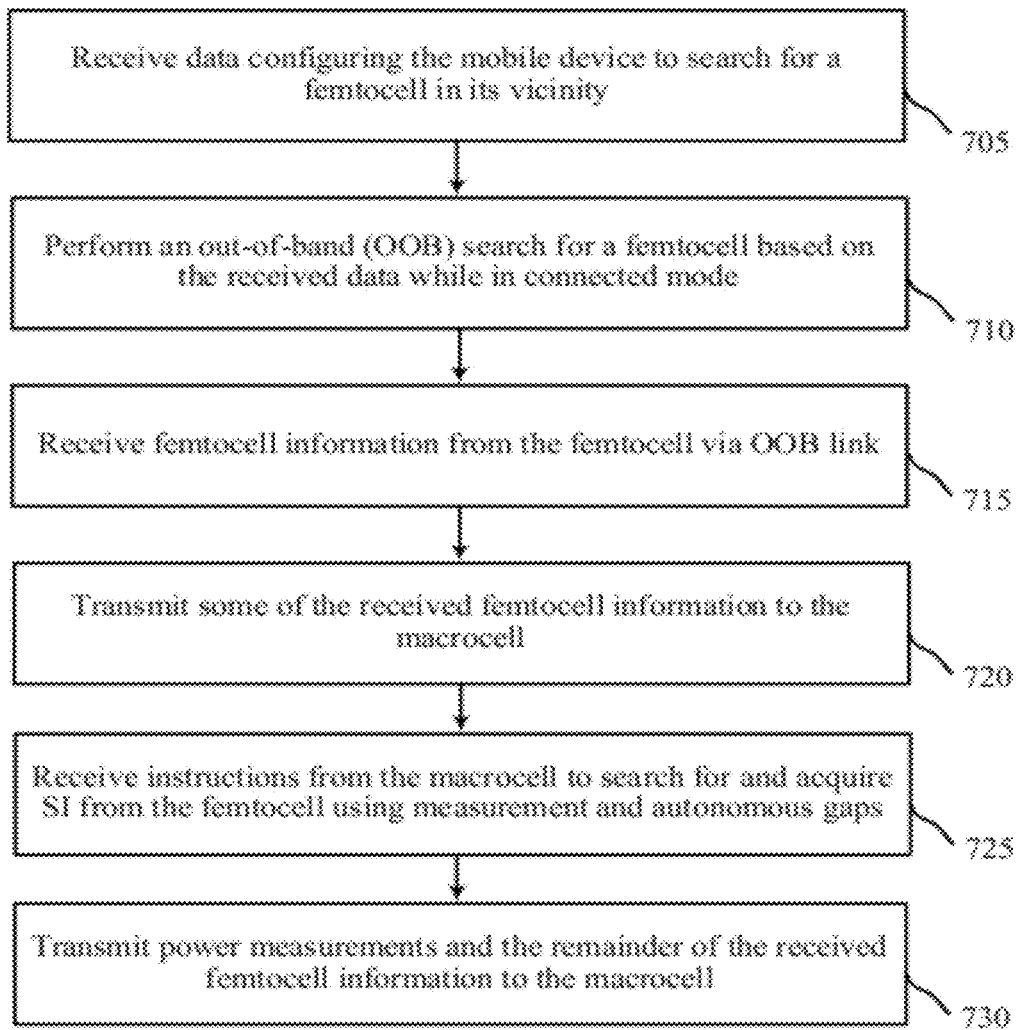 Receive data configuring the mobile device to search for a
femtocell in its vicinity
705
Perform an out-of-band (OOB) search for a femtocell based on
the received data while in connected mode
710
Receive femtocell information from the femtocell via OOB link
715
Transmit some of the received femtocell information to the
macrocell
720
Receive instructions from the macrocell to search for and acquire
SI from the femtocell using measurement and autonomous gaps
725
Transmit power measurements and the remainder of the received
femtocell information to the macrocell
730